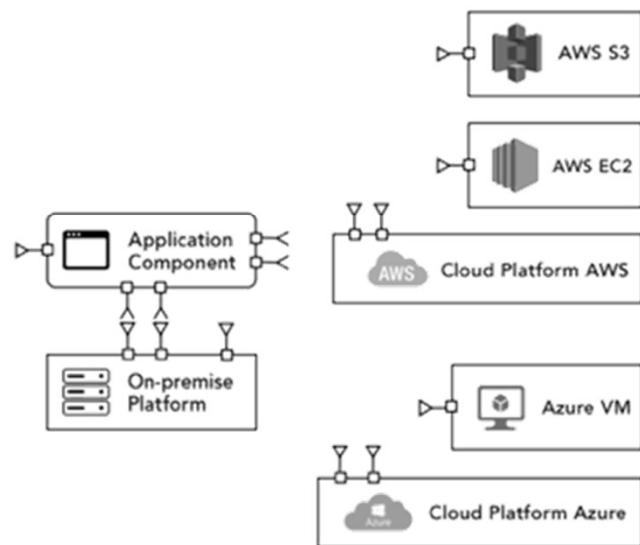 AWS S3
AWS EC2
Application
Component
AWS
Cloud Platform AWS
On-premise
Platform
Azure VM
Azure
Cloud Platform Azure